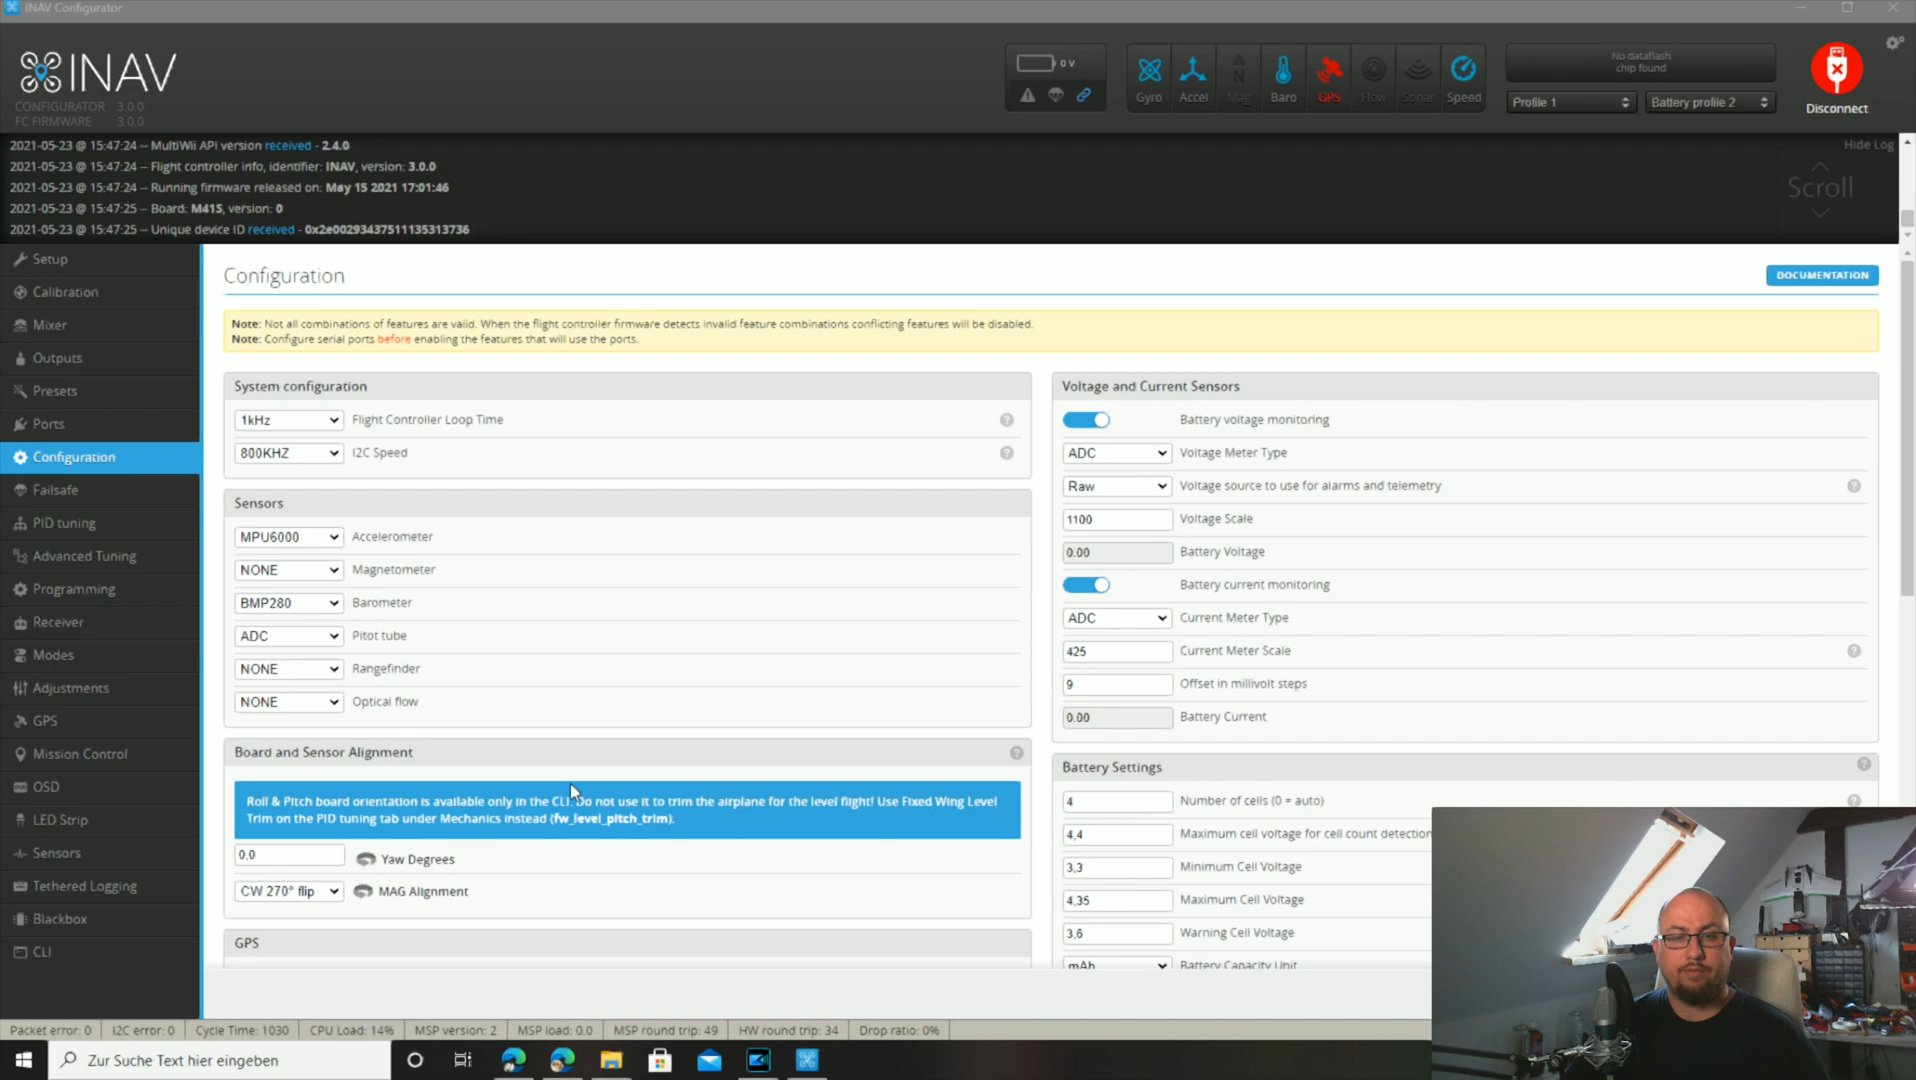 INAV Configurator
INAV
CONFIGURATOR 3.0.0
FC FIRMWARE 3.0.0
0 V
Gyro
Accel
Mag
Baro
GPS
Flow
Sonar
Speed
No dataflash
chip found
Profile 1
Battery profile 2
Disconnect
2021-05-23 @ 15:47:24 -- MultiWii API version received - 2.4.0
2021-05-23 @ 15:47:24 -- Flight controller info, identifier: INAV, version: 3.0.0
2021-05-23 @ 15:47:24 -- Running firmware released on: May 15 2021 17:01:46
2021-05-23 @ 15:47:25 -- Board: M41S, version: 0
2021-05-23 @ 15:47:25 -- Unique device ID received - 0x2e00293437511135313736
Hide Log
Scroll
Setup
Calibration
Mixer
Outputs
Presets
Ports
Configuration
Failsafe
PID tuning
Advanced Tuning
Programming
Receiver
Modes
Adjustments
GPS
Mission Control
OSD
LED Strip
Sensors
Tethered Logging
Blackbox
CLI
Configuration
DOCUMENTATION
Note: Not all combinations of features are valid. When the flight controller firmware detects invalid feature combinations conflicting features will be disabled.
Note: Configure serial ports before enabling the features that will use the ports.
System configuration
1kHz Flight Controller Loop Time
800KHZ I2C Speed
Sensors
MPU6000 Accelerometer
NONE Magnetometer
BMP280 Barometer
ADC Pitot tube
NONE Rangefinder
NONE Optical flow
Board and Sensor Alignment
Roll & Pitch board orientation is available only in the CLI. Do not use it to trim the airplane for the level flight! Use Fixed Wing Level
Trim on the PID tuning tab under Mechanics instead (fw_level_pitch_trim).
0,0 Yaw Degrees
CW 270° flip MAG Alignment
GPS
Voltage and Current Sensors
Battery voltage monitoring
ADC Voltage Meter Type
Raw Voltage source to use for alarms and telemetry
1100 Voltage Scale
0.00 Battery Voltage
Battery current monitoring
ADC Current Meter Type
425 Current Meter Scale
9 Offset in millivolt steps
0.00 Battery Current
Battery Settings
4 Number of cells (0 = auto)
4,4 Maximum cell voltage for cell count detection
3,3 Minimum Cell Voltage
4,35 Maximum Cell Voltage
3,6 Warning Cell Voltage
mAh Battery Capacity Unit
Packet error: 0
I2C error: 0
Cycle Time: 1030
CPU Load: 14%
MSP version: 2
MSP load: 0.0
MSP round trip: 49
HW round trip: 34
Drop ratio: 0%
Zur Suche Text hier eingeben